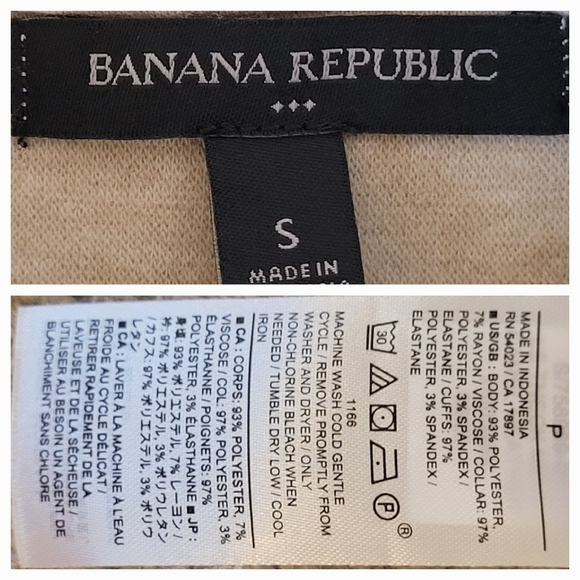 BANANA REPUBLIC
S
MADE IN
P
MADE IN INDONESIA
RN 54023 / CA 17897
■ US/GB : BODY: 93% POLYESTER,
7% RAYON / VISCOSE / COLLAR: 97%
POLYESTER, 3% SPANDEX /
ELASTANE / CUFFS: 97%
POLYESTER, 3% SPANDEX /
ELASTANE
30 P ®
1166
MACHINE WASH COLD GENTLE
CYCLE / REMOVE PROMPTLY FROM
WASHER AND DRYER / ONLY
NON-CHLORINE BLEACH WHEN
NEEDED / TUMBLE DRY LOW / COOL
IRON
■ CA : CORPS: 93% POLYESTER, 7%
VISCOSE / COL: 97% POLYESTER, 3%
ÉLASTHANNE / POIGNETS: 97%
POLYESTER, 3% ÉLASTHANNE ■ JP :
身頃: 93% ポリエステル, 7% レーヨン /
衿: 97% ポリエステル, 3% ポリウレタン
/ カフス: 97% ポリエステル, 3% ポリウ
レタン
■ CA : LAVER À LA MACHINE À L'EAU
FROIDE AU CYCLE DÉLICAT /
RETIRER RAPIDEMENT DE LA
LAVEUSE ET DE LA SÉCHEUSE /
UTILISER AU BESOIN UN AGENT DE
BLANCHIMENT SANS CHLORE